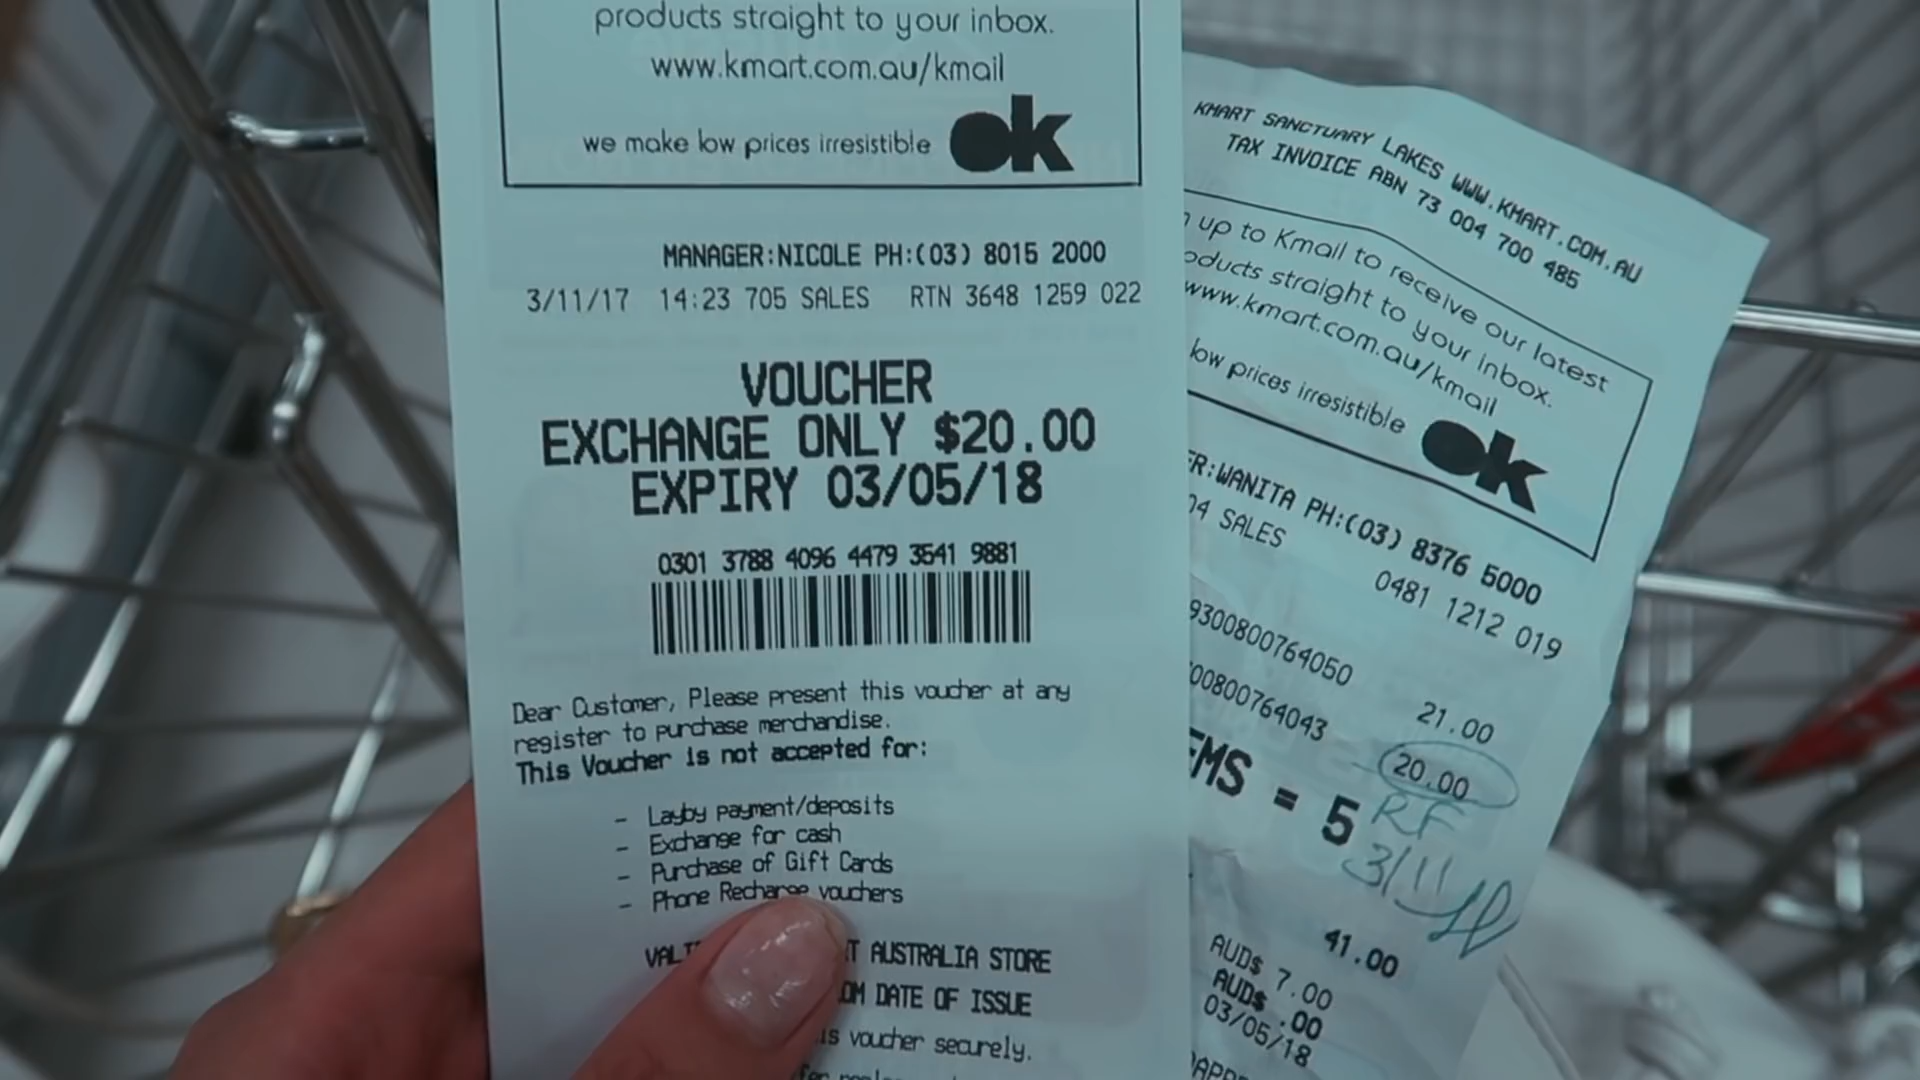 products straight to your inbox.
www.kmart.com.au/kmail
we make low prices irresistible ok
MANAGER:NICOLE PH:(03) 8015 2000
3/11/17 14:23 705 SALES RTN 3648 1259 022
VOUCHER
EXCHANGE ONLY $20.00
EXPIRY 03/05/18
0301 3788 4096 4479 3541 9881
Dear Customer, Please present this voucher at any
register to purchase merchandise.
This Voucher is not accepted for:
- Layby payment/deposits
- Exchange for cash
- Purchase of Gift Cards
- Phone Recharge vouchers
AUSTRALIA STORE
DATE OF ISSUE
voucher securely.
KMART SANCTUARY LAKES WWW.KMART.COM.AU
TAX INVOICE ABN 73 004 700 485
up to Kmail to receive our latest
products straight to your inbox.
www.kmart.com.au/kmail
low prices irresistible ok
WANITA PH:(03) 8376 5000
SALES 0481 1212 019
9300800764050 21.00
00800764043 20.00
EMS = 5 RF
3/11
41.00
AUD$ 7.00
AUD$ .00
03/05/18